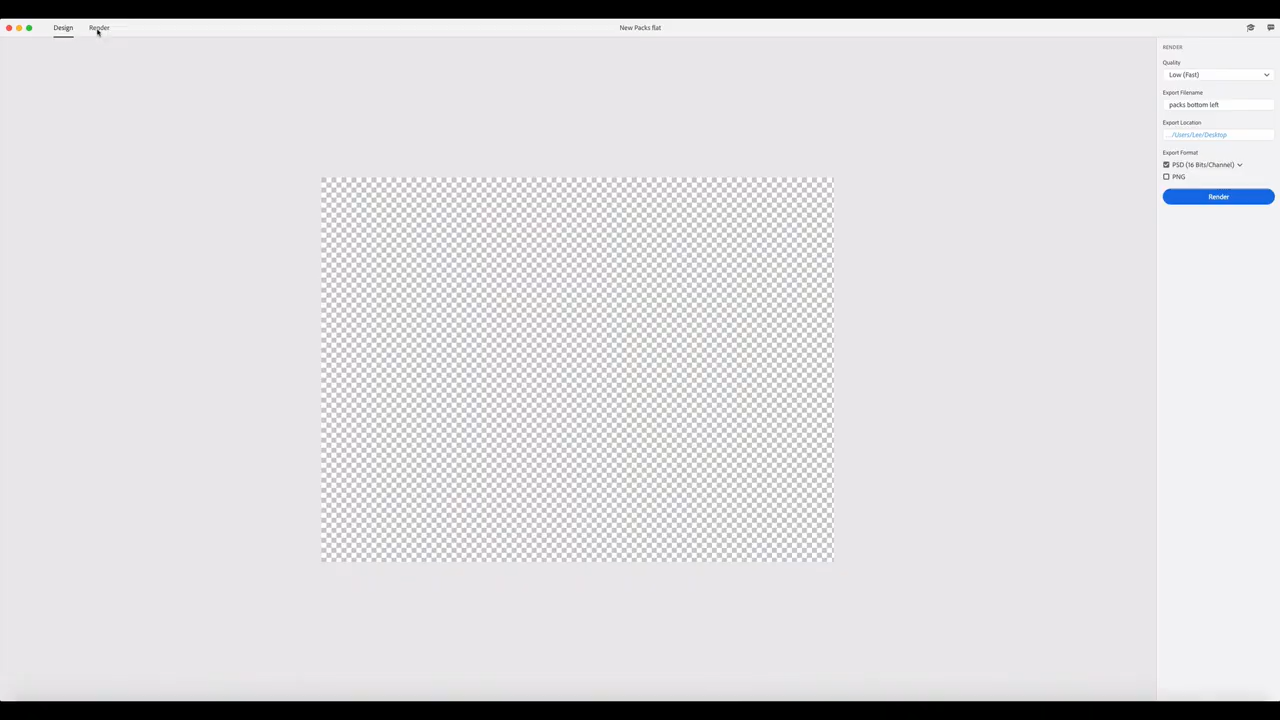 Design Render New Packs flat
RENDER
Quality
Low (Fast)
Export Filename
packs bottom left
Export Location
... /Users/Lee/Desktop
Export Format
PSD (16 Bits/Channel)
PNG
Render